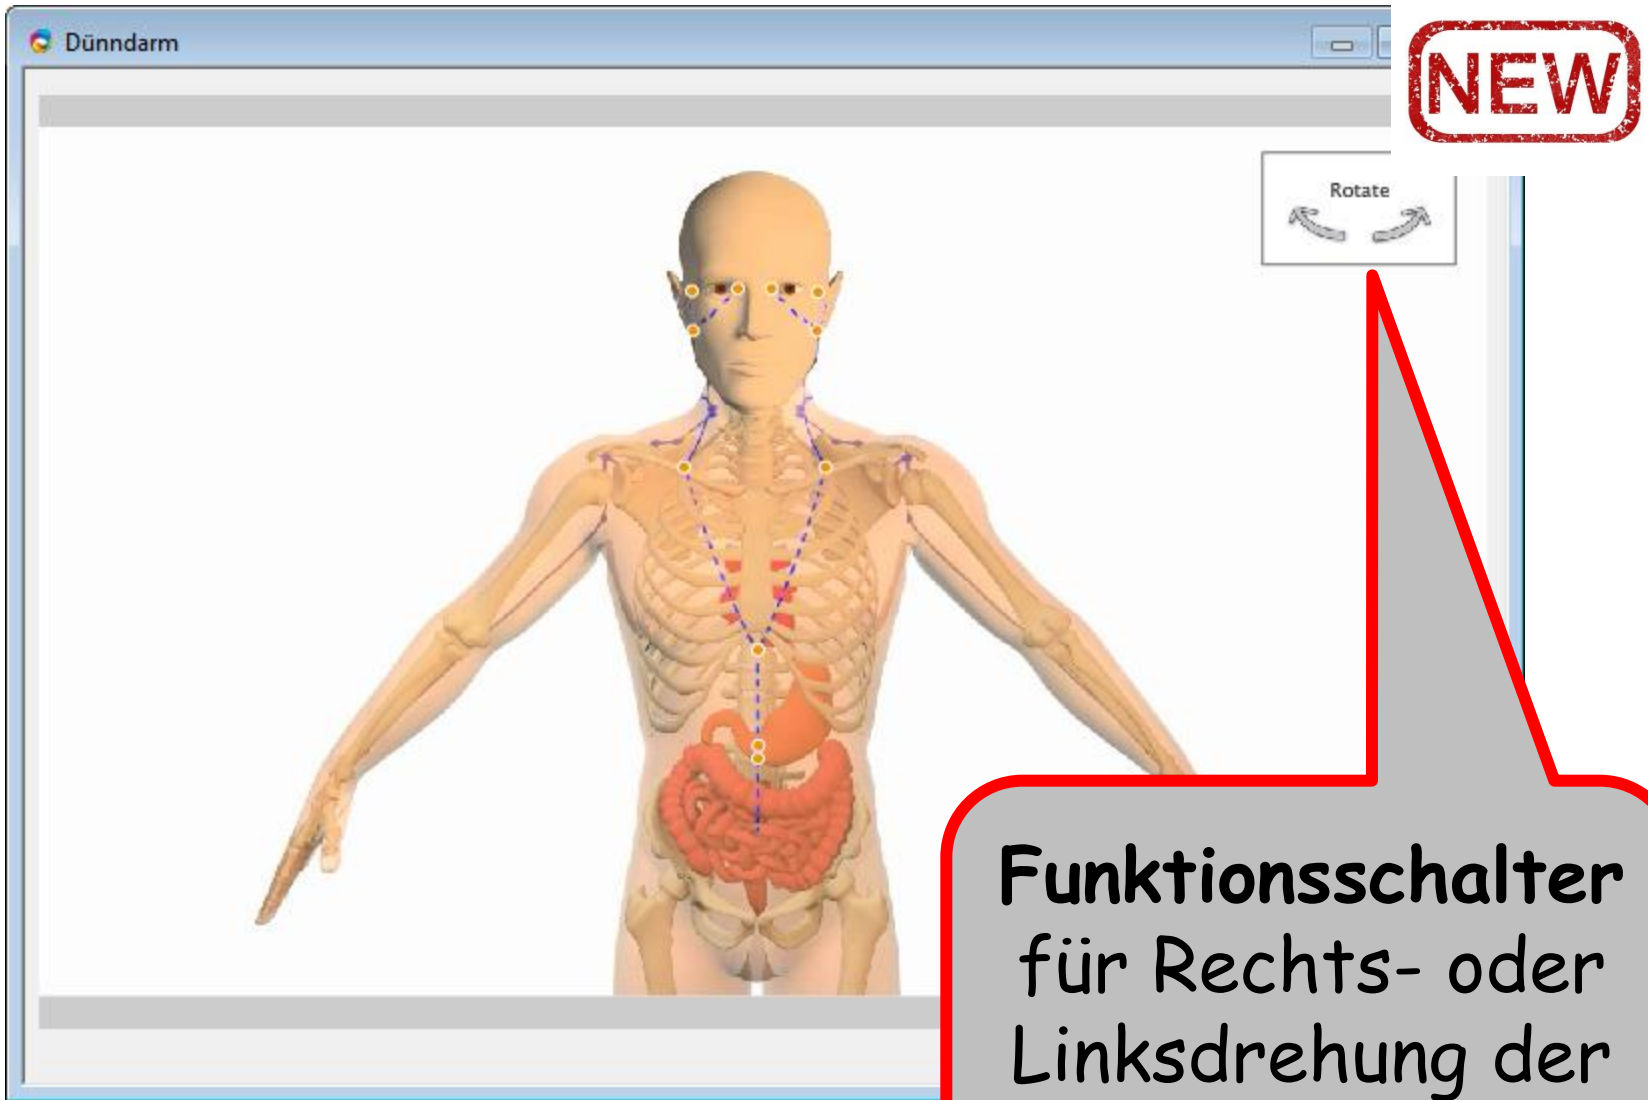 Dünndarm
NEW
Rotate
Funktionsschalter
für Rechts- oder
Linksdrehung der